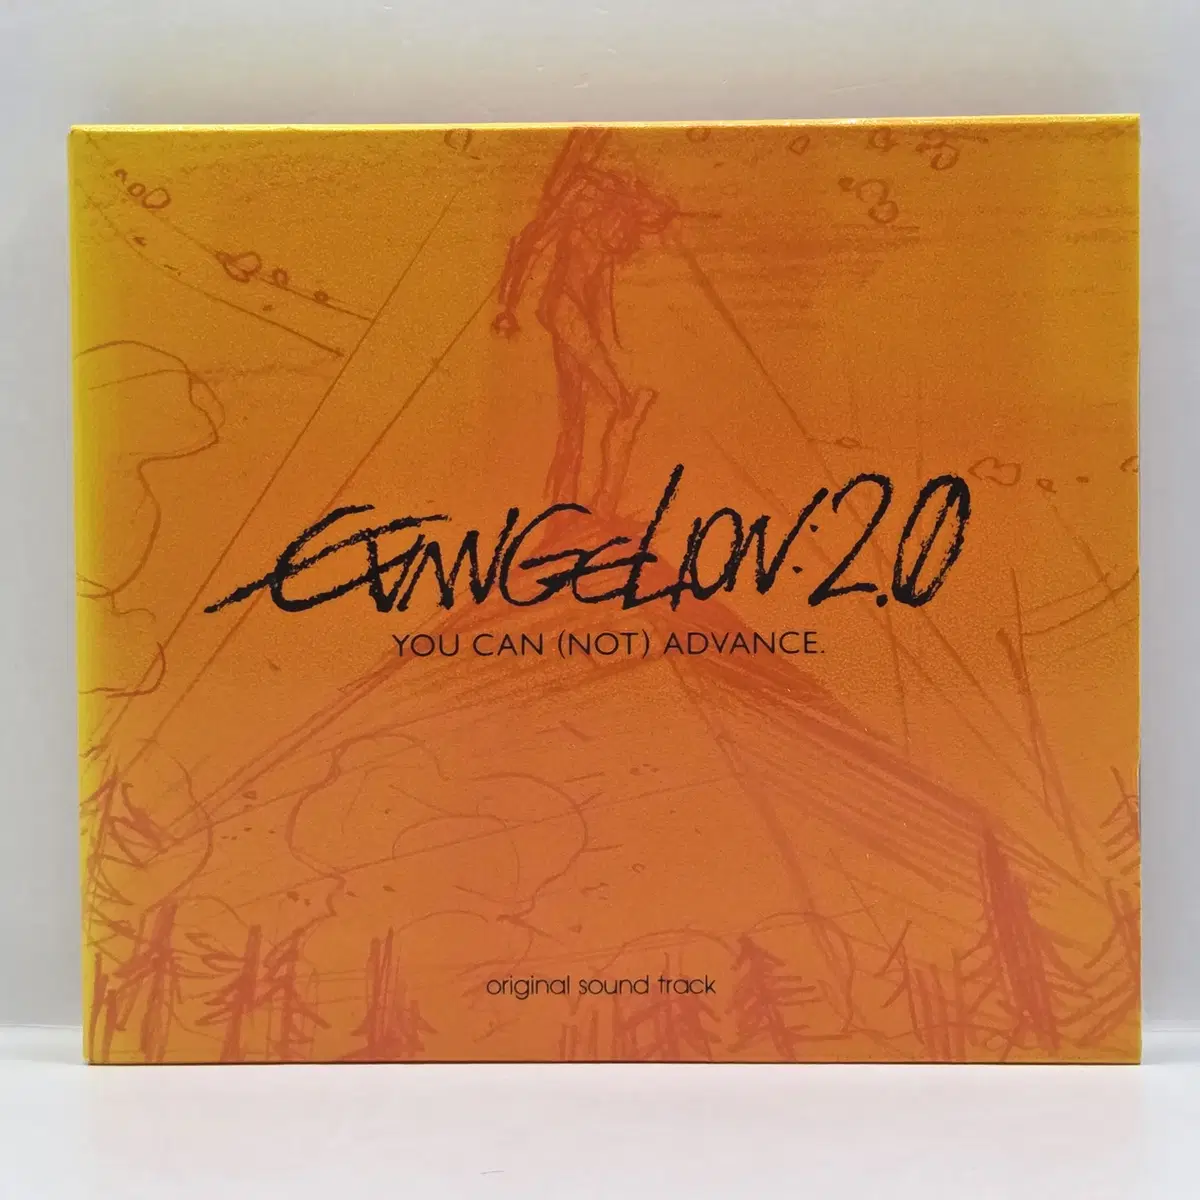 EVANGELION:2.0
YOU CAN (NOT) ADVANCE.
original sound track